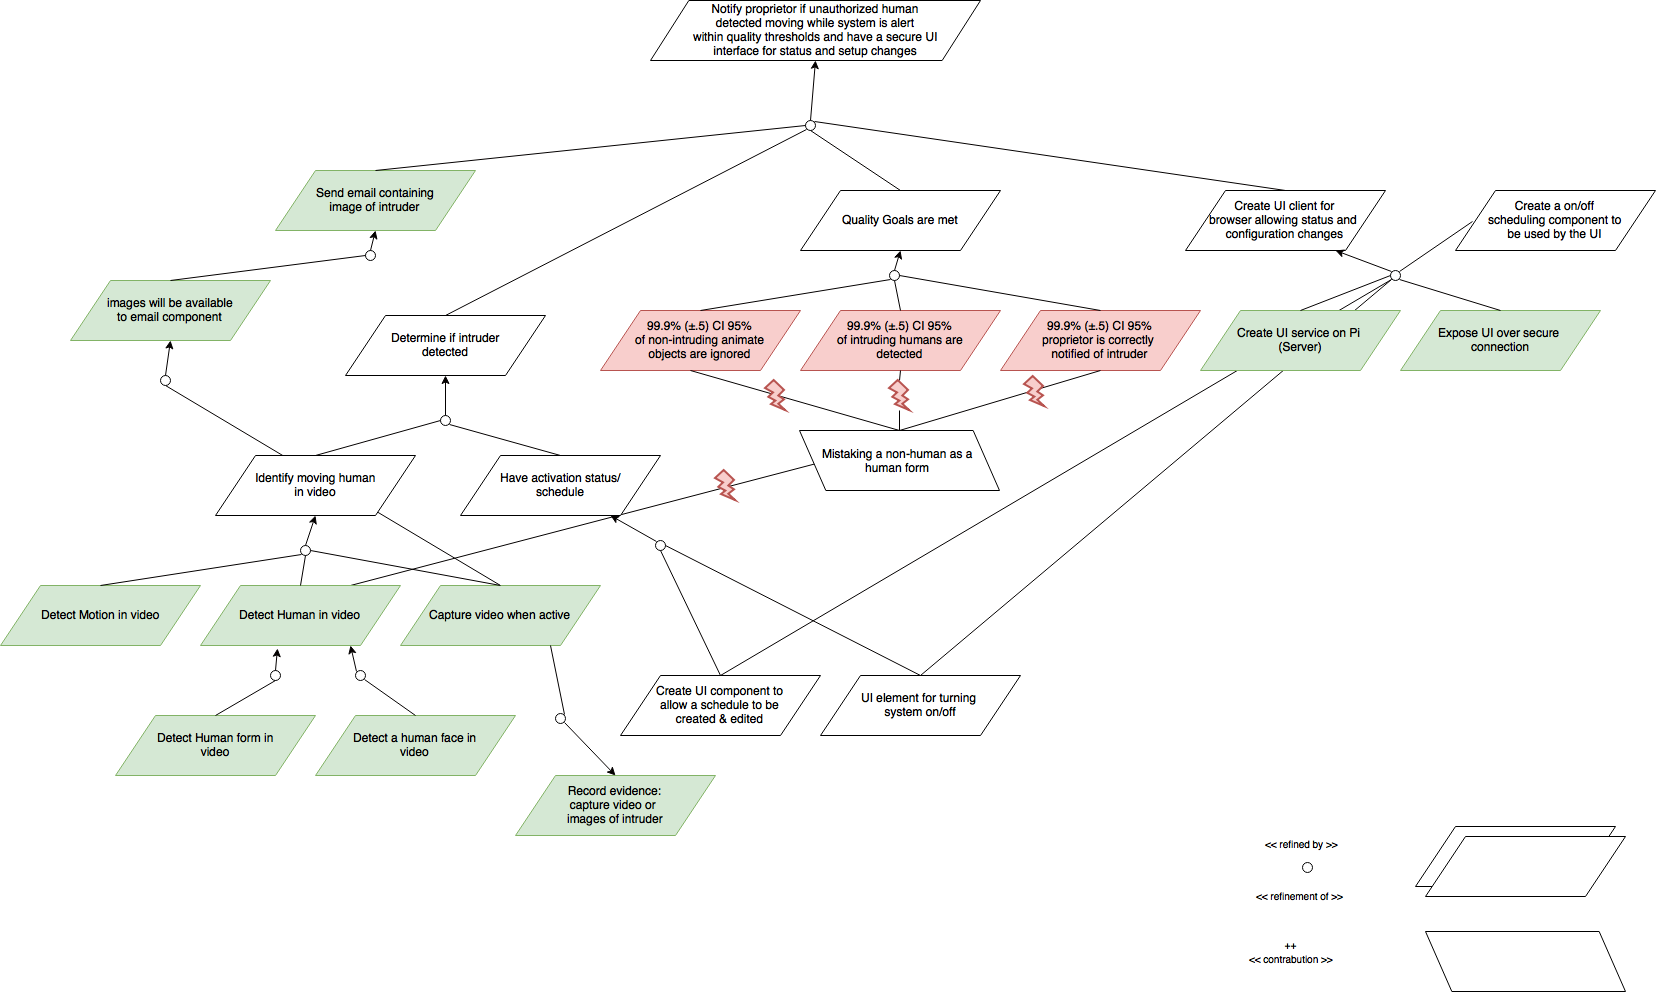 Notify proprietor if unauthorized human
detected moving while system is alert
within quality thresholds and have a secure UI
interface for status and setup changes
Send email containing
image of intruder
Quality Goals are met
Create UI client for
browser allowing status and
configuration changes
Create a on/off
scheduling component to
be used by the UI
images will be available
to email component
Determine if intruder
detected
99.9% (±.5) CI 95%
of non-intruding animate
objects are ignored
99.9% (±.5) CI 95%
of intruding humans are
detected
99.9% (±.5) CI 95%
proprietor is correctly
notified of intruder
Create UI service on Pi
(Server)
Expose UI over secure
connection
Identify moving human
in video
Have activation status/
schedule
Mistaking a non-human as a
human form
Detect Motion in video
Detect Human in video
Capture video when active
Create UI component to
allow a schedule to be
created & edited
UI element for turning
system on/off
Detect Human form in
video
Detect a human face in
video
Record evidence:
capture video or
images of intruder
<< refined by >>
<< refinement of >>
++
<< contrabution >>